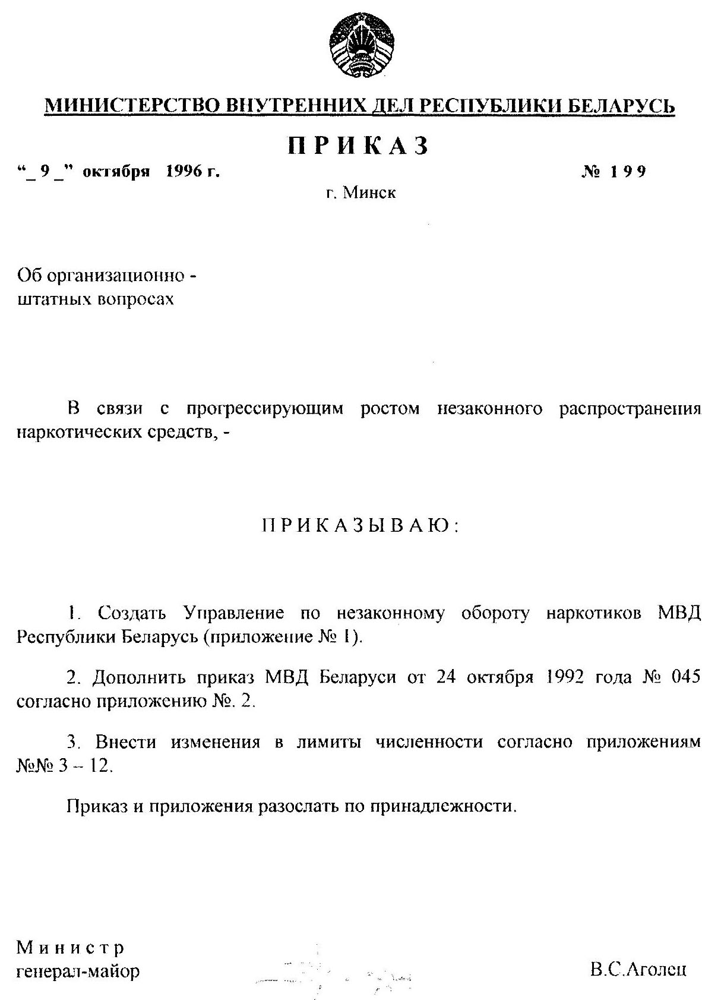 МИНИСТЕРСТВО ВНУТРЕННИХ ДЕЛ РЕСПУБЛИКИ БЕЛАРУСЬ
П Р И К А З
“_ 9 _” октября 1996 г. № 1 9 9
г. Минск
Об организационно -
штатных вопросах
В связи с прогрессирующим ростом незаконного распространения
наркотических средств, -
П Р И К А З Ы В А Ю :
1. Создать Управление по незаконному обороту наркотиков МВД
Республики Беларусь (приложение № 1).
2. Дополнить приказ МВД Беларуси от 24 октября 1992 года № 045
согласно приложению №. 2.
3. Внести изменения в лимиты численности согласно приложениям
№№ 3 – 12.
Приказ и приложения разослать по принадлежности.
М и н и с т р
генерал-майор В.С.Аголец